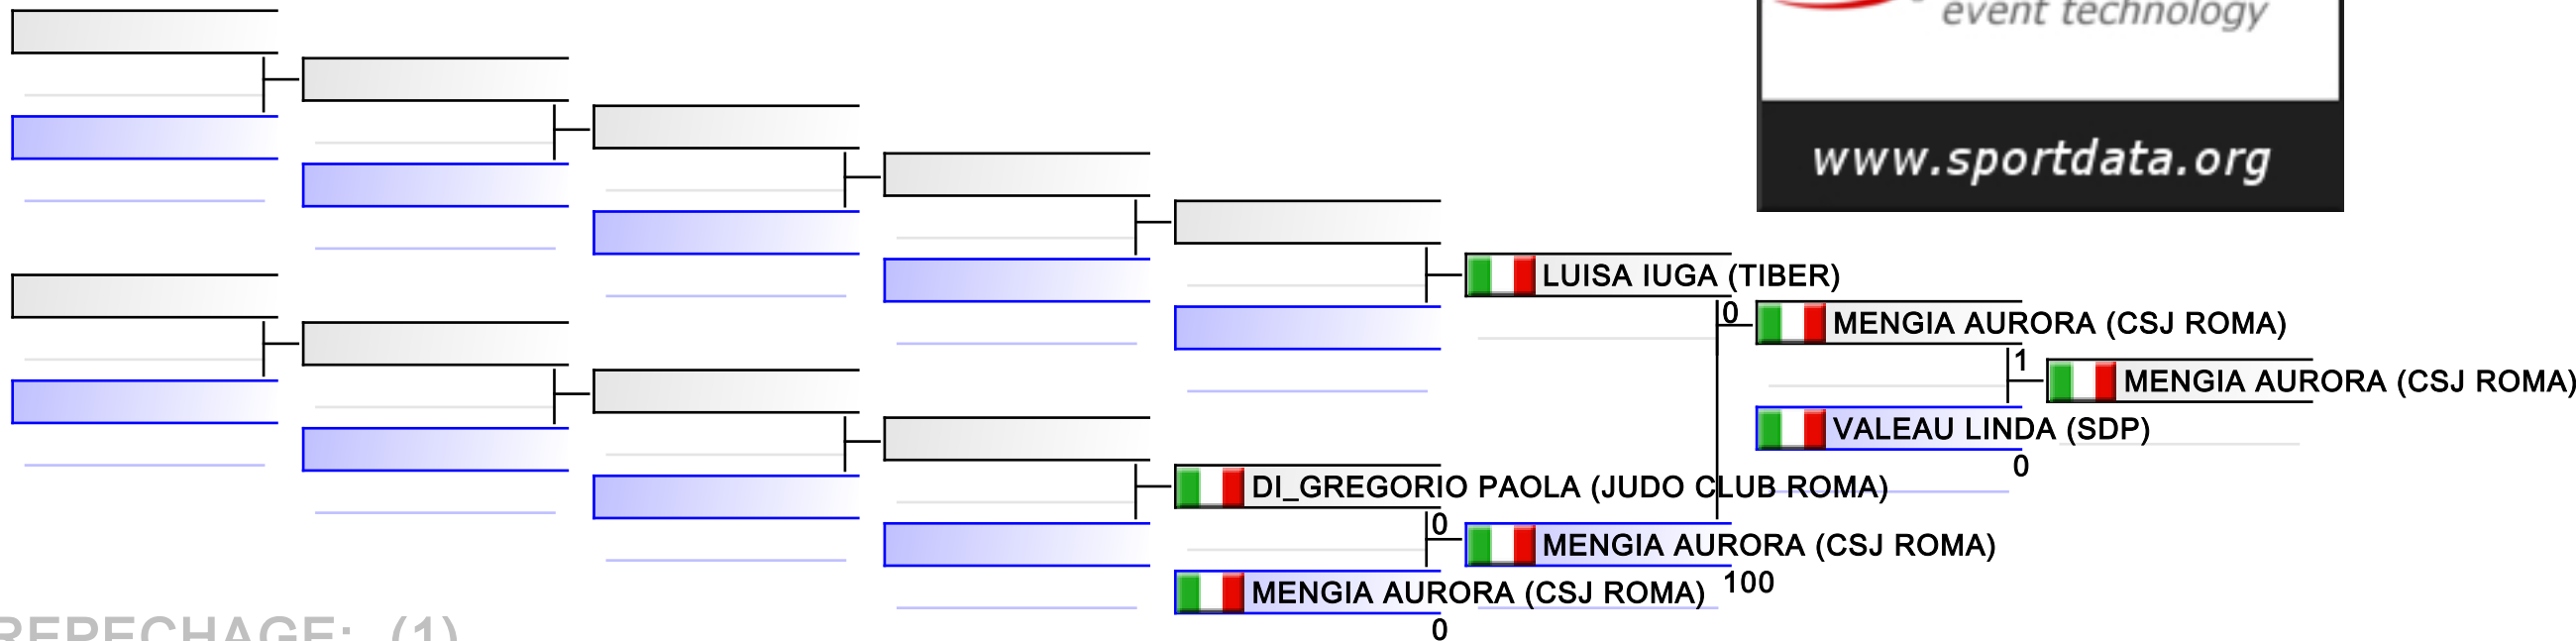 event technology
www.sportdata.org
LUISA IUGA (TIBER)
0
MENGIA AURORA (CSJ ROMA)
1
MENGIA AURORA (CSJ ROMA)
VALEAU LINDA (SDP)
0
DI_GREGORIO PAOLA (JUDO CLUB ROMA)
0
MENGIA AURORA (CSJ ROMA)
100
MENGIA AURORA (CSJ ROMA)
0
REPECHAGE: (1)